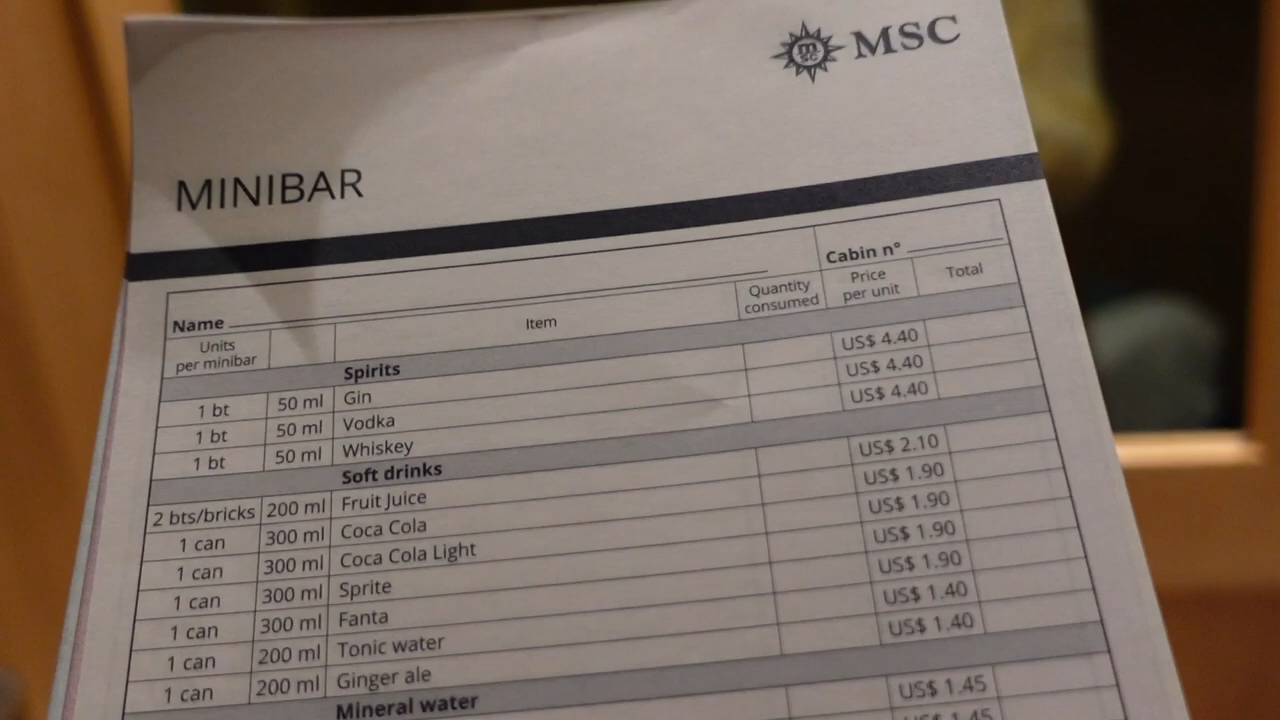 m
sc
MSC
MINIBAR
Name Cabin n°
Units per minibar Item Quantity consumed Price per unit Total
Spirits
1 bt 50 ml Gin US$ 4.40
1 bt 50 ml Vodka US$ 4.40
1 bt 50 ml Whiskey US$ 4.40
Soft drinks
2 bts/bricks 200 ml Fruit Juice US$ 2.10
1 can 300 ml Coca Cola US$ 1.90
1 can 300 ml Coca Cola Light US$ 1.90
1 can 300 ml Sprite US$ 1.90
1 can 300 ml Fanta US$ 1.90
1 can 200 ml Tonic water US$ 1.40
1 can 200 ml Ginger ale US$ 1.40
Mineral water
US$ 1.45
US$ 1.45